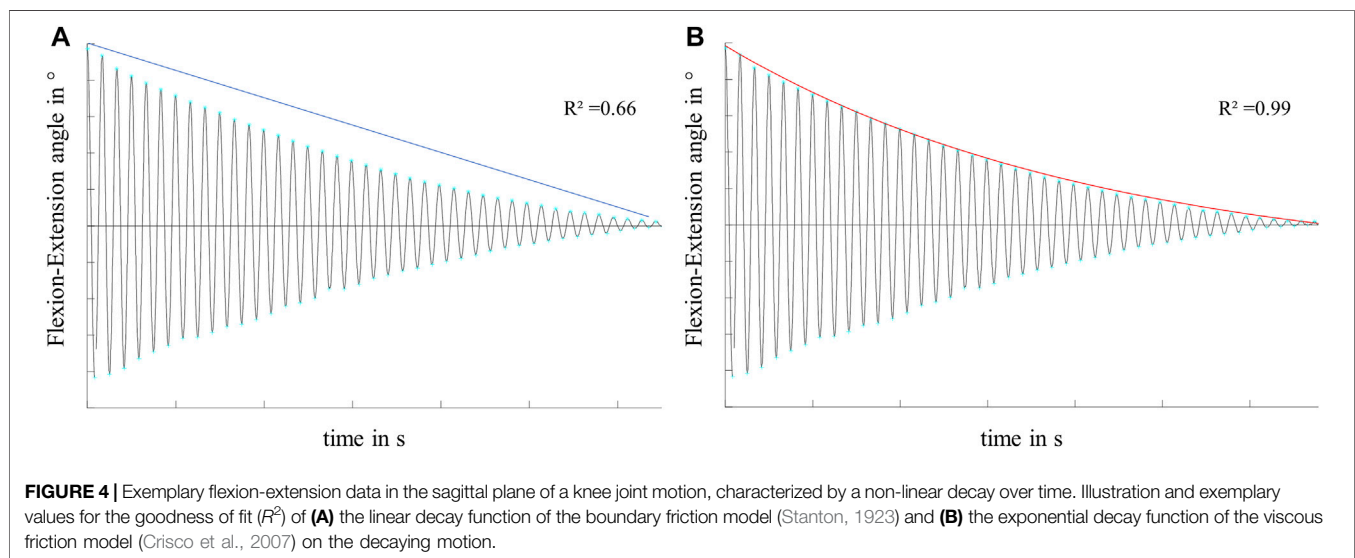 A
Flexion-Extension angle in °
R² =0.66
time in s
B
Flexion-Extension angle in °
R² =0.99
time in s
FIGURE 4 | Exemplary flexion-extension data in the sagittal plane of a knee joint motion, characterized by a non-linear decay over time. Illustration and exemplary
values for the goodness of fit (R²) of (A) the linear decay function of the boundary friction model (Stanton, 1923) and (B) the exponential decay function of the viscous
friction model (Crisco et al., 2007) on the decaying motion.